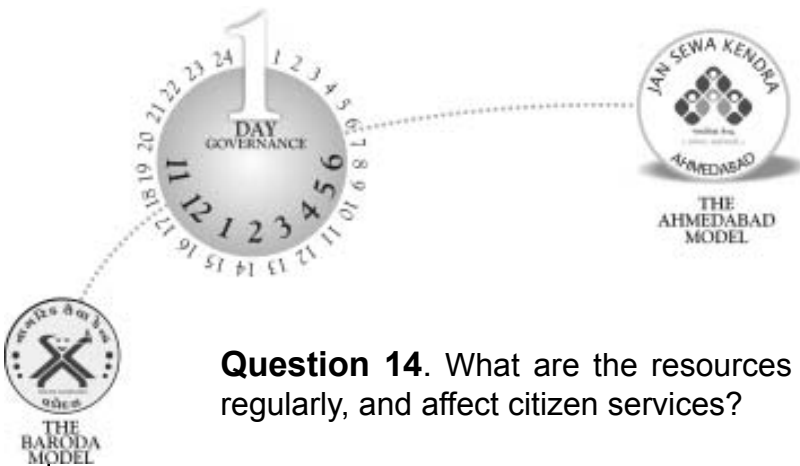 1
DAY
GOVERNANCE
1 2 3 4 5 6 7 8 9 10 11 12 13 14 15 16 17 18 19 20 21 22 23 24
11 12 1 2 3 4 5 6
JAN SEWA KENDRA
AHMEDABAD
THE
AHMEDABAD
MODEL
THE
BARODA
MODEL
Question 14. What are the resources
regularly, and affect citizen services?